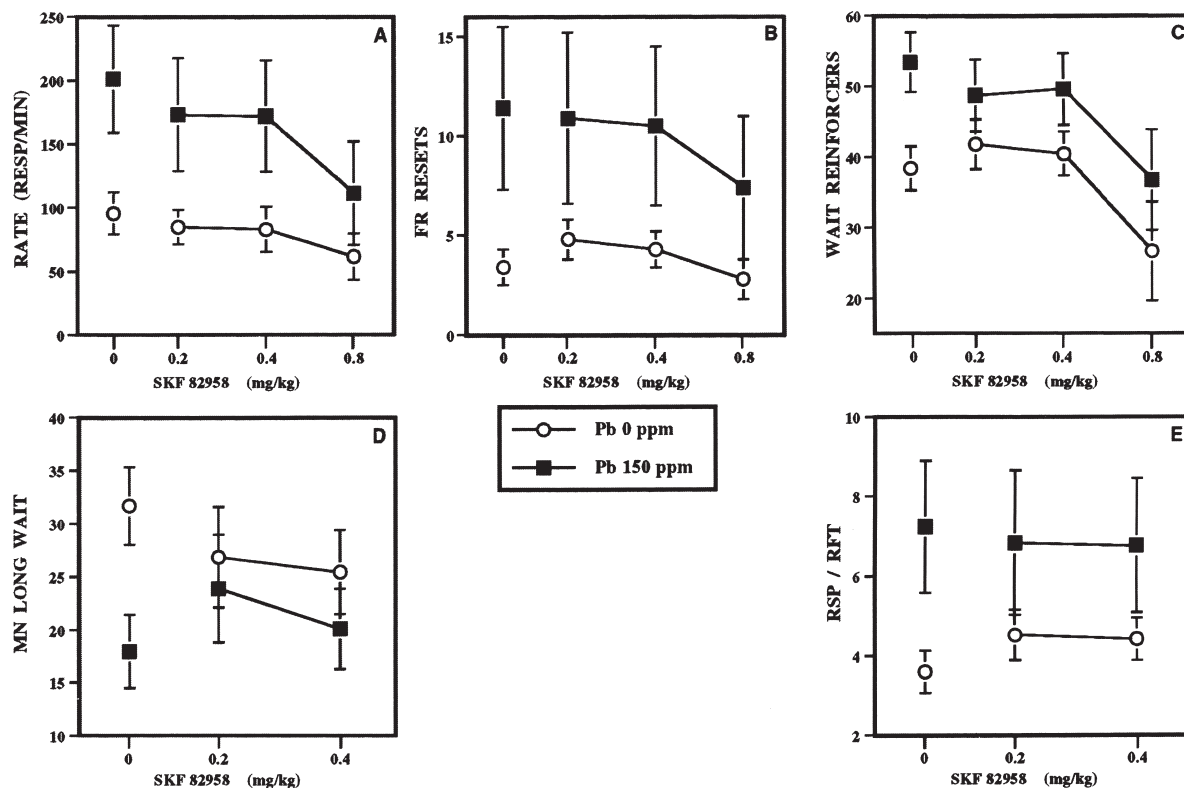 A
RATE (RESP/MIN)
250
200
150
100
50
0
0 0.2 0.4 0.8
SKF 82958 (mg/kg)
B
FR RESETS
15
10
5
0
0 0.2 0.4 0.8
SKF 82958 (mg/kg)
C
WAIT REINFORCERS
60
50
40
30
20
0 0.2 0.4 0.8
SKF 82958 (mg/kg)
D
MN LONG WAIT
40
35
30
25
20
15
10
0 0.2 0.4
SKF 82958 (mg/kg)
Pb 0 ppm
Pb 150 ppm
E
RSP / RFT
10
8
6
4
2
0 0.2 0.4
SKF 82958 (mg/kg)